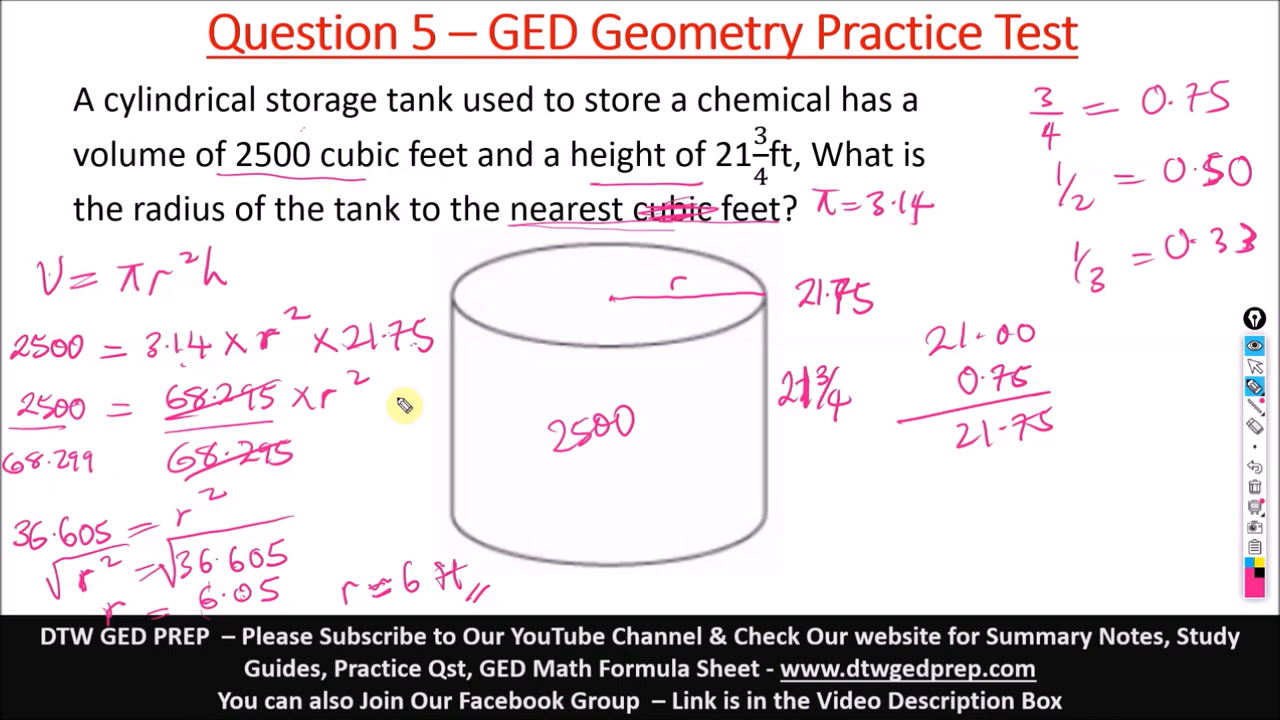 Question 5 – GED Geometry Practice Test
A cylindrical storage tank used to store a chemical has a
volume of 2500 cubic feet and a height of 21 3/4 ft, What is
the radius of the tank to the nearest cubic feet? π = 3.14
3/4 = 0.75
1/2 = 0.50
1/3 = 0.33
V = πr²h
2500 = 3.14 × r² × 21.75
2500 = 68.295 × r²
68.299 68.295
36.605 = r²
√r² = √36.605
r = 6.05
r = 6 ft
r
21.75
21 3/4
2500
21.00
0.75
21.75
DTW GED PREP – Please Subscribe to Our YouTube Channel & Check Our website for Summary Notes, Study
Guides, Practice Qst, GED Math Formula Sheet - www.dtwgedprep.com
You can also Join Our Facebook Group – Link is in the Video Description Box